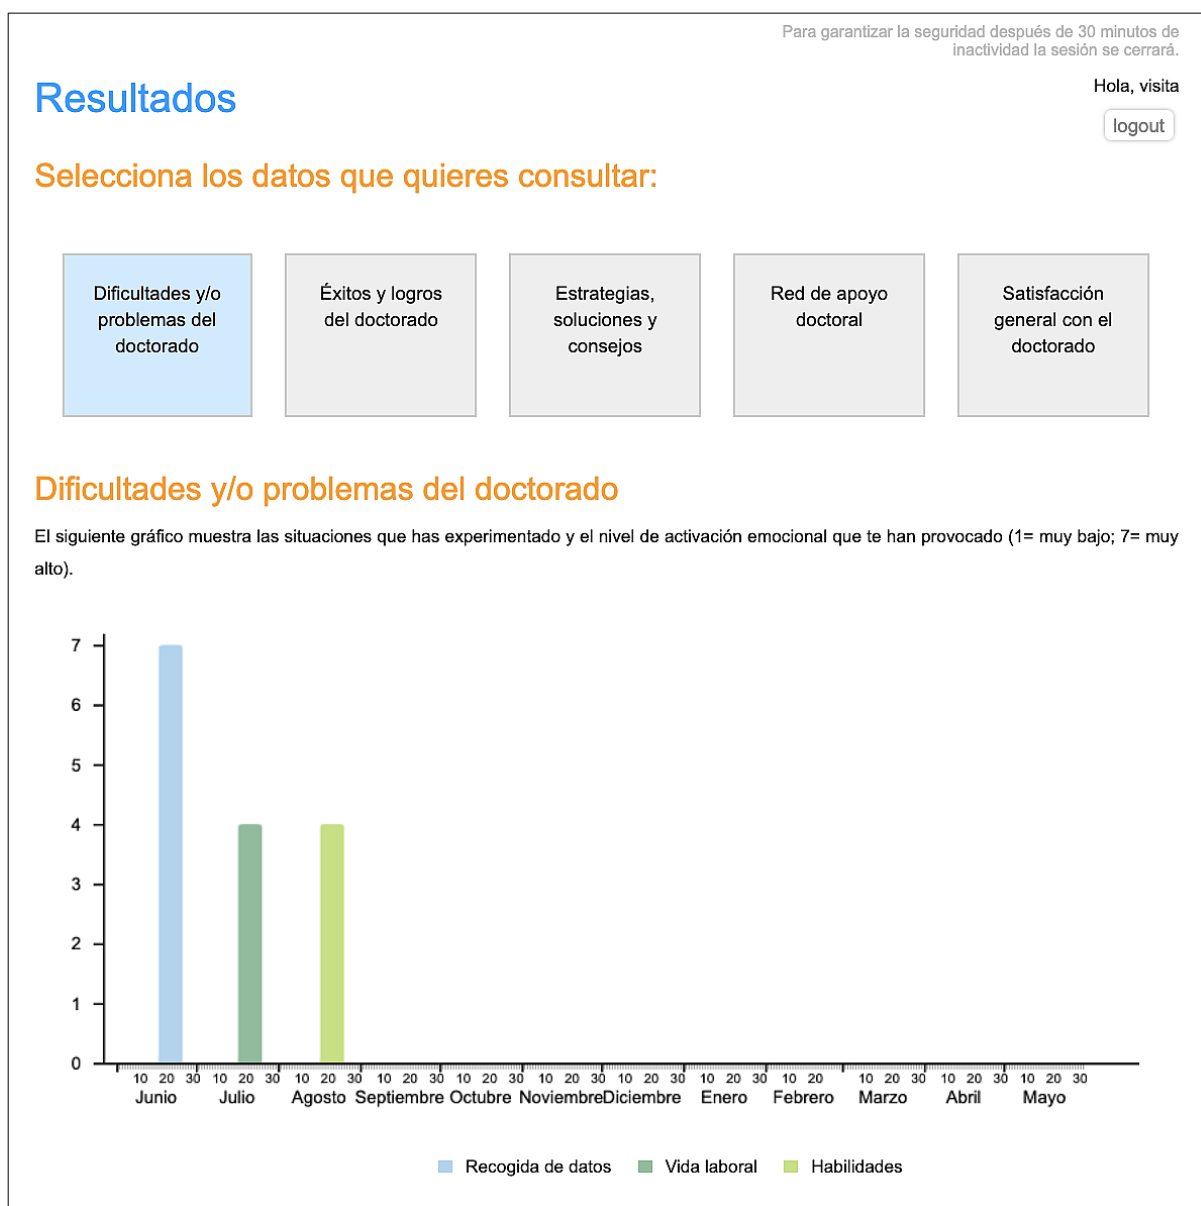 Para garantizar la seguridad después de 30 minutos de
inactividad la sesión se cerrará.
Hola, visita
Resultados
logout
Selecciona los datos que quieres consultar:
Dificultades y/o
problemas del
doctorado
Éxitos y logros
del doctorado
Estrategias,
soluciones y
consejos
Red de apoyo
doctoral
Satisfacción
general con el
doctorado
Dificultades y/o problemas del doctorado
El siguiente gráfico muestra las situaciones que has experimentado y el nivel de activación emocional que te han provocado (1= muy bajo; 7= muy
alto).
7
6
5
4
3
2
1
0
10 20 30 10 20 30 10 20 30 10 20 30 10 20 30 10 20 30 10 20 30 10 20 30 10 20 10 20 30 10 20 30 10 20 30
Junio Julio Agosto Septiembre Octubre Noviembre Diciembre Enero Febrero Marzo Abril Mayo
Recogida de datos Vida laboral Habilidades